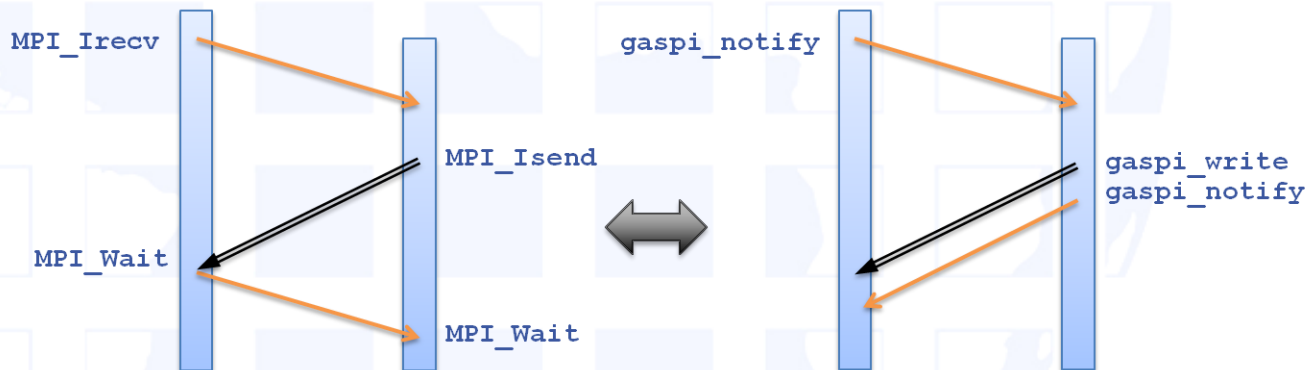 MPI_Irecv
MPI_Isend
MPI_Wait
MPI_Wait
gaspi_notify
gaspi_write
gaspi_notify